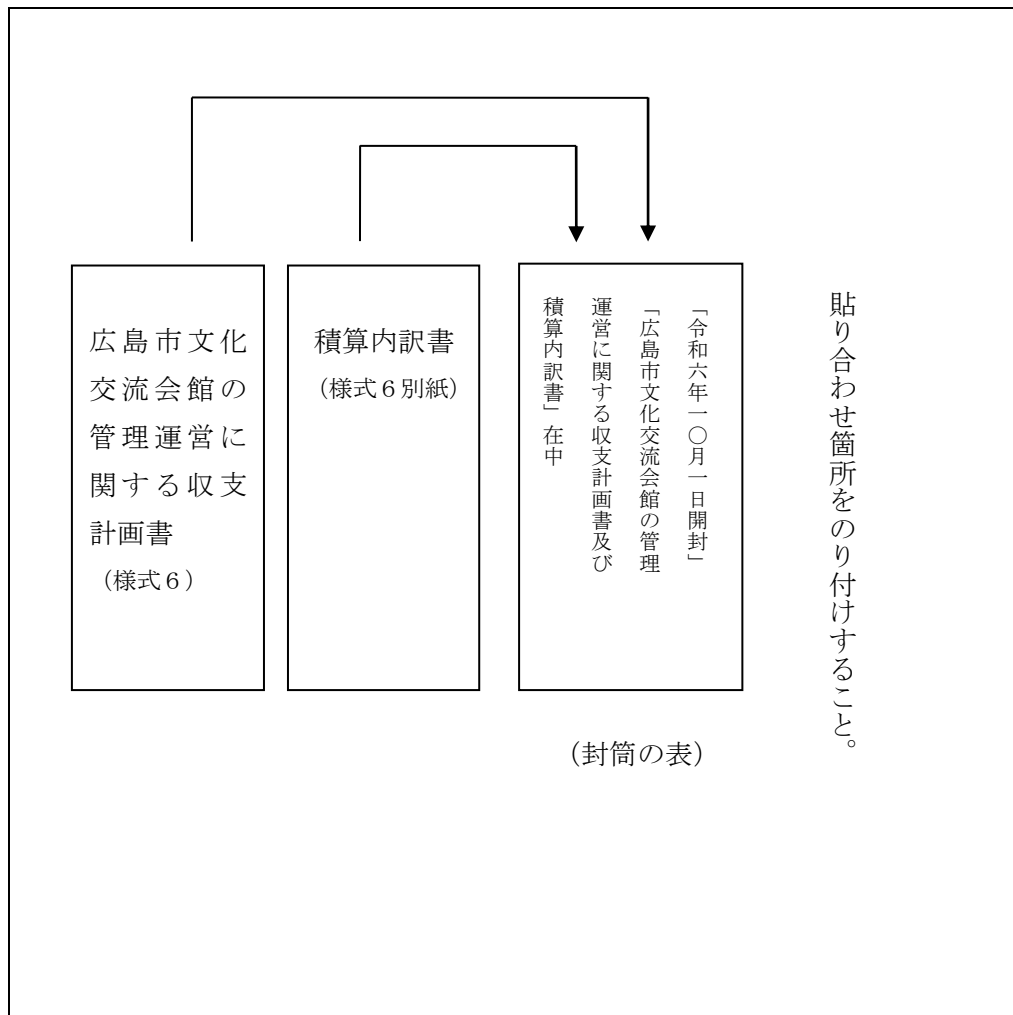 貼り合わせ箇所をのり付けすること。
「令和六年一〇月一日開封」
「広島市文化交流会館の管理
運営に関する収支計画書及び
積算内訳書」在中
(封筒の表)
積算内訳書
(様式6別紙)
広島市文化
交流会館の
管理運営に
関する収支
計画書
(様式6)